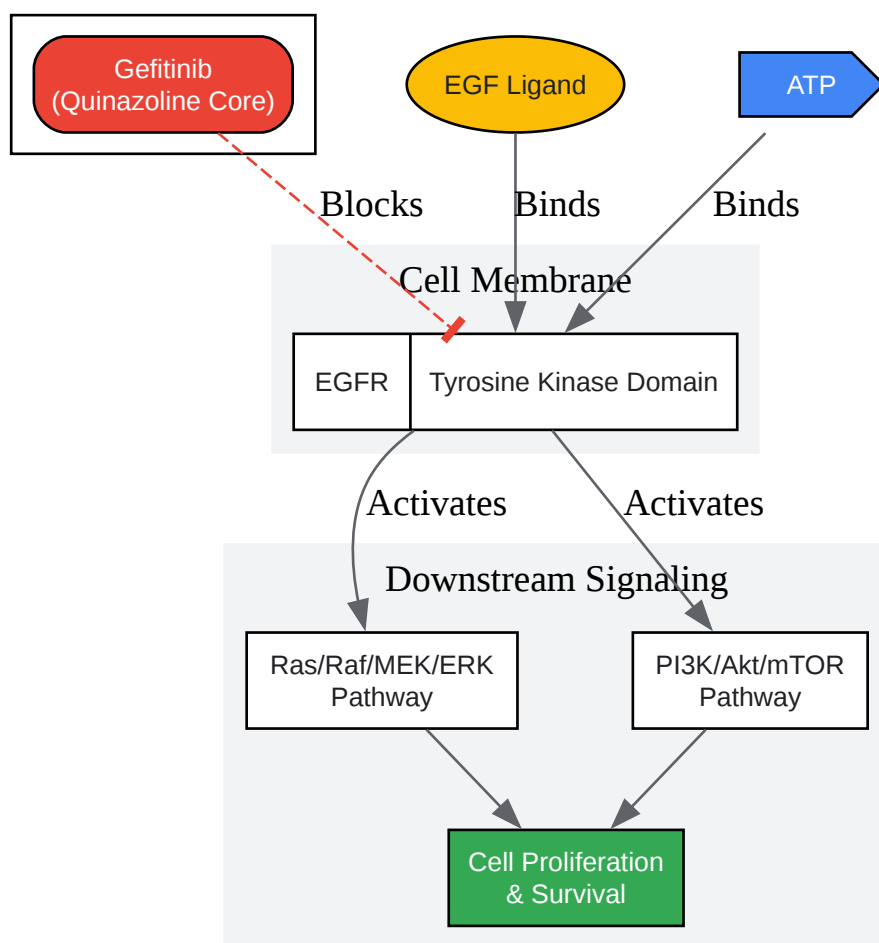 Gefitinib
(Quinazoline Core)
EGF Ligand
ATP
Blocks
Binds
Binds
Cell Membrane
EGFR
Tyrosine Kinase Domain
Activates
Activates
Downstream Signaling
Ras/Raf/MEK/ERK
Pathway
PI3K/Akt/mTOR
Pathway
Cell Proliferation
& Survival